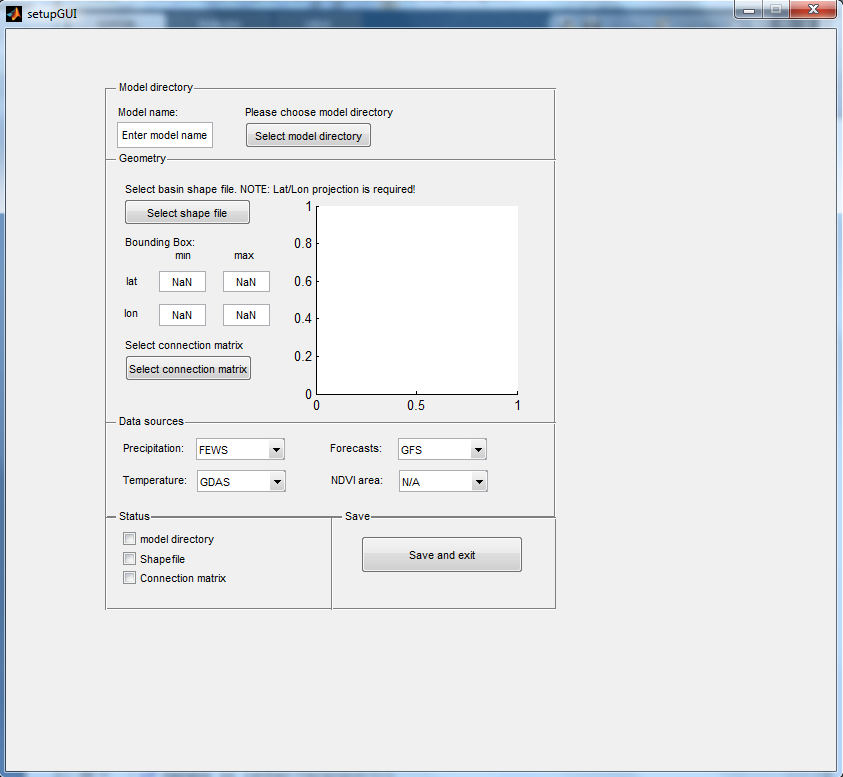 setupGUI
Model directory
Model name:
Please choose model directory
Enter model name
Select model directory
Geometry
Select basin shape file. NOTE: Lat/Lon projection is required!
Select shape file
Bounding Box:
min max
lat NaN NaN
lon NaN NaN
Select connection matrix
Select connection matrix
1
0.8
0.6
0.4
0.2
0
0 0.5 1
Data sources
Precipitation: FEWS Forecasts: GFS
Temperature: GDAS NDVI area: N/A
Status
model directory
Shapefile
Connection matrix
Save
Save and exit